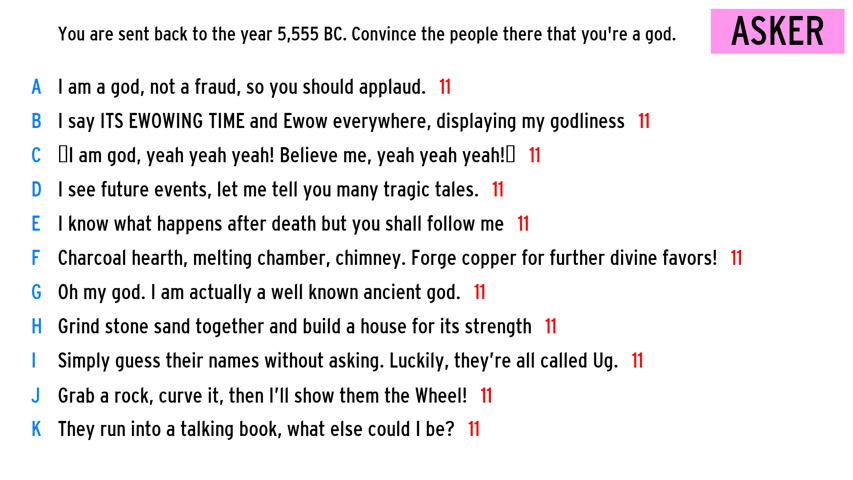 You are sent back to the year 5,555 BC. Convince the people there that you're a god.
ASKER
A I am a god, not a fraud, so you should applaud. 11
B I say ITS EWOWING TIME and Ewow everywhere, displaying my godliness 11
C ▯I am god, yeah yeah yeah! Believe me, yeah yeah yeah!▯ 11
D I see future events, let me tell you many tragic tales. 11
E I know what happens after death but you shall follow me 11
F Charcoal hearth, melting chamber, chimney. Forge copper for further divine favors! 11
G Oh my god. I am actually a well known ancient god. 11
H Grind stone sand together and build a house for its strength 11
I Simply guess their names without asking. Luckily, they’re all called Ug. 11
J Grab a rock, curve it, then I’ll show them the Wheel! 11
K They run into a talking book, what else could I be? 11